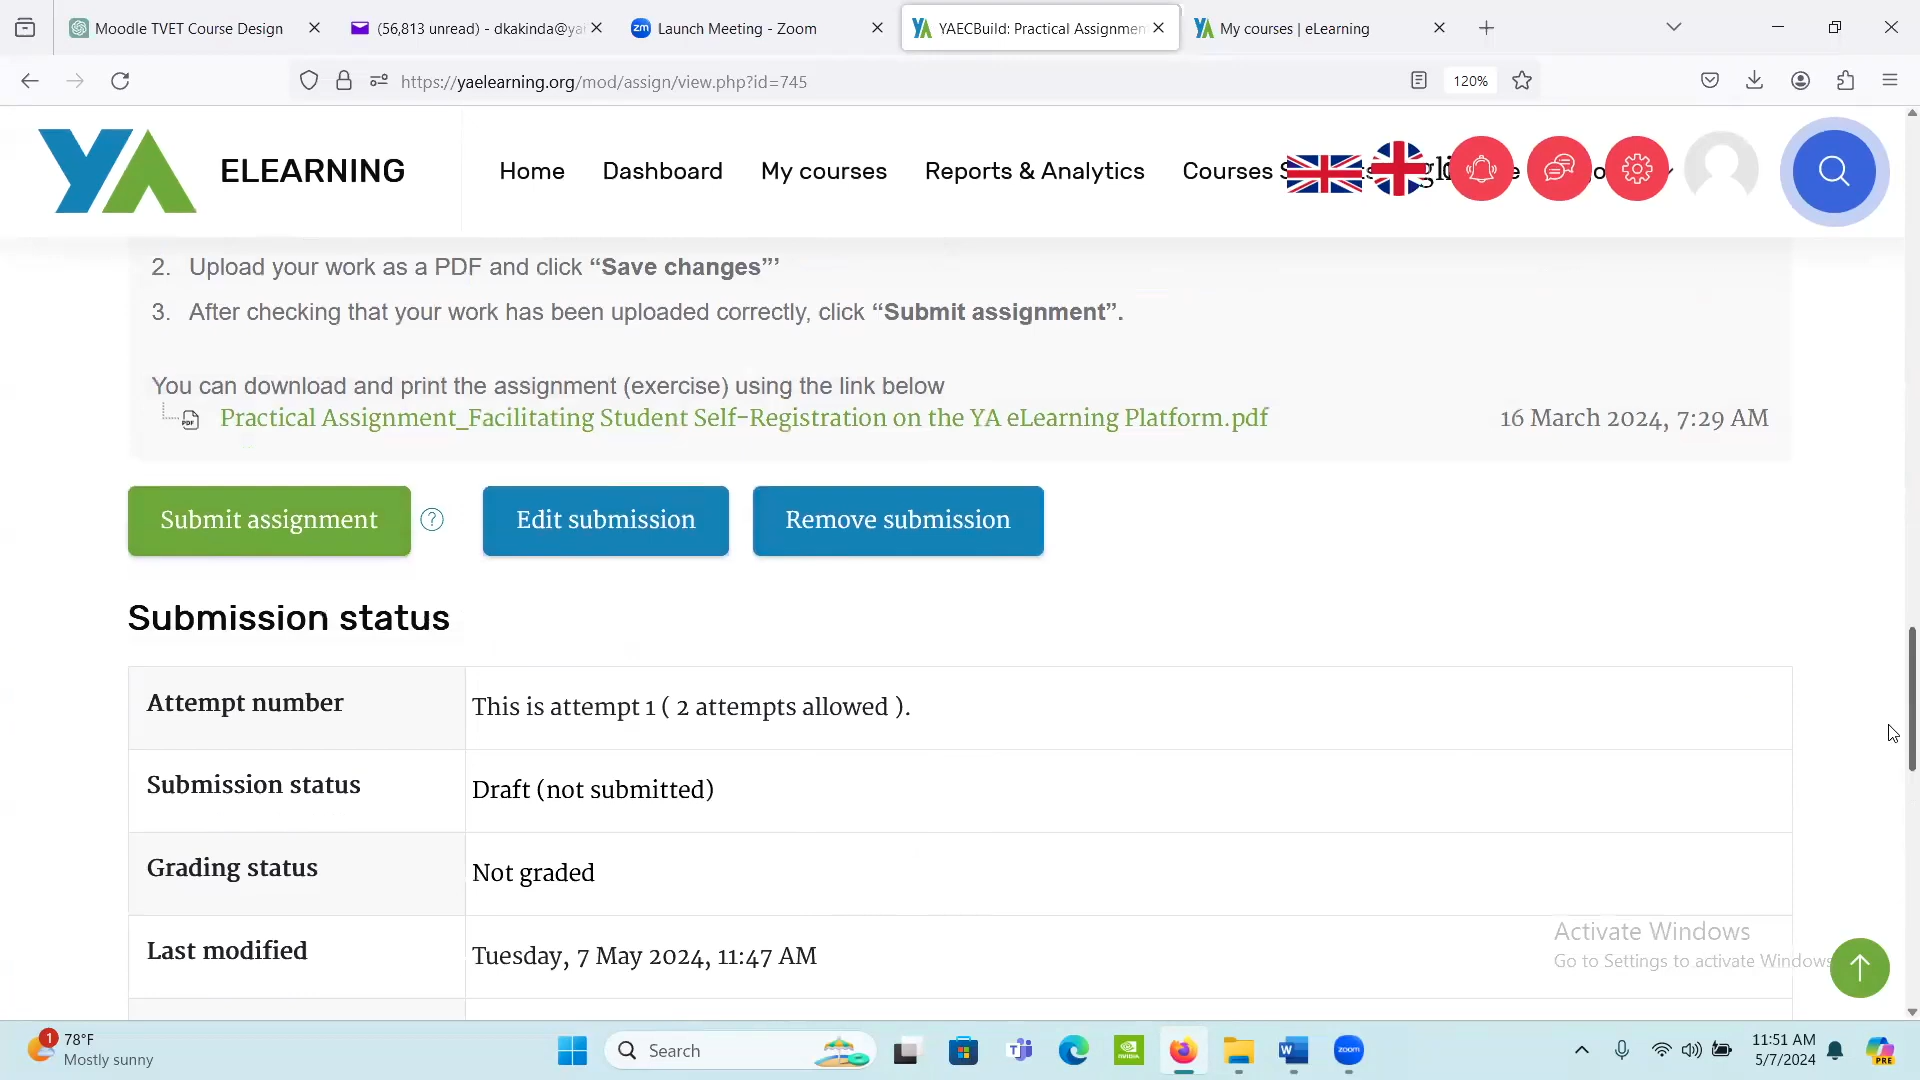 Moodle TVET Course Design
(56,813 unread) - dkakinda@ya
zm Launch Meeting - Zoom
YAECBuild: Practical Assignmen
My courses | eLearning
https://yaelearning.org/mod/assign/view.php?id=745
120%
YA ELEARNING
Home
Dashboard
My courses
Reports & Analytics
Courses
2. Upload your work as a PDF and click “Save changes”’
3. After checking that your work has been uploaded correctly, click “Submit assignment”.
You can download and print the assignment (exercise) using the link below
PDF Practical Assignment_Facilitating Student Self-Registration on the YA eLearning Platform.pdf
16 March 2024, 7:29 AM
Submit assignment
?
Edit submission
Remove submission
Submission status
Attempt number
This is attempt 1 ( 2 attempts allowed ).
Submission status
Draft (not submitted)
Grading status
Not graded
Last modified
Tuesday, 7 May 2024, 11:47 AM
Activate Windows
Go to Settings to activate Windows
1
78°F
Mostly sunny
Search
NVIDIA
W
zoom
11:51 AM
5/7/2024
PRE